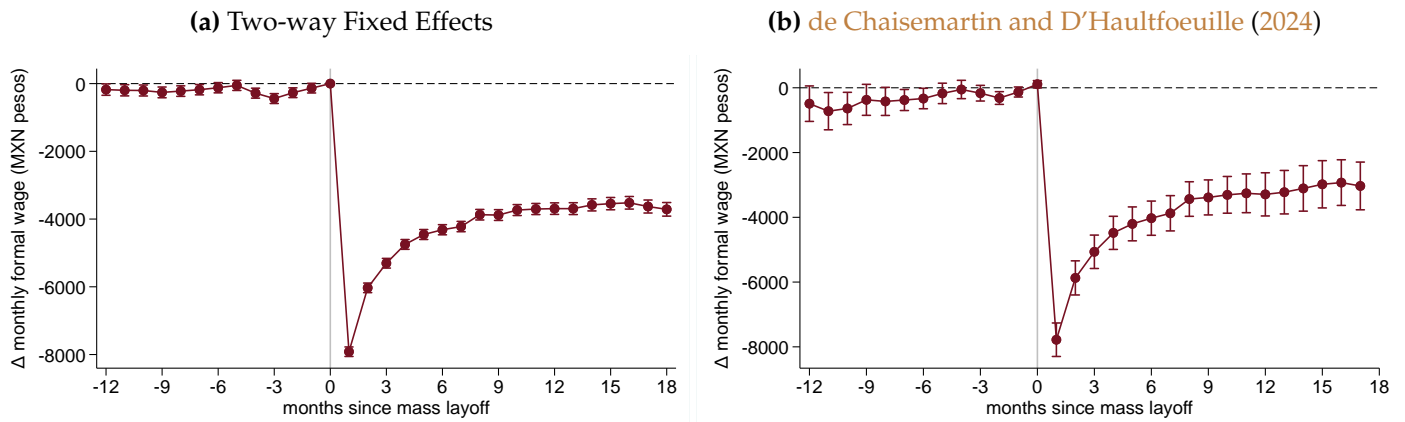 (a) Two-way Fixed Effects
Δ monthly formal wage (MXN pesos)
0
-2000
-4000
-6000
-8000
-12 -9 -6 -3 0 3 6 9 12 15 18
months since mass layoff
(b) de Chaisemartin and D'Haultfoeuille (2024)
Δ monthly formal wage (MXN pesos)
0
-2000
-4000
-6000
-8000
-12 -9 -6 -3 0 3 6 9 12 15 18
months since mass layoff